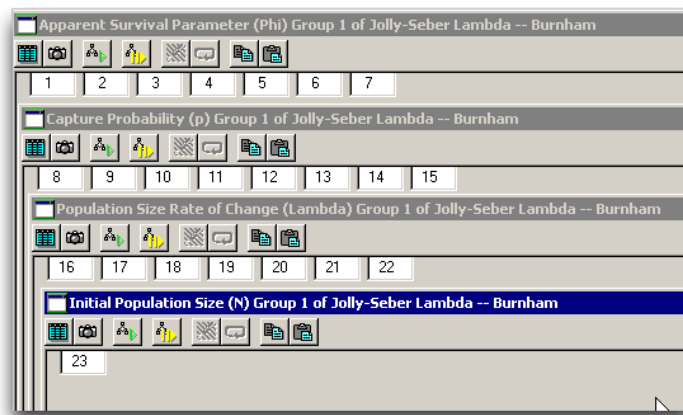 Apparent Survival Parameter (Phi) Group 1 of Jolly-Seber Lambda -- Burnham
1 2 3 4 5 6 7
Capture Probability (p) Group 1 of Jolly-Seber Lambda -- Burnham
8 9 10 11 12 13 14 15
Population Size Rate of Change (Lambda) Group 1 of Jolly-Seber Lambda -- Burnham
16 17 18 19 20 21 22
Initial Population Size (N) Group 1 of Jolly-Seber Lambda -- Burnham
23